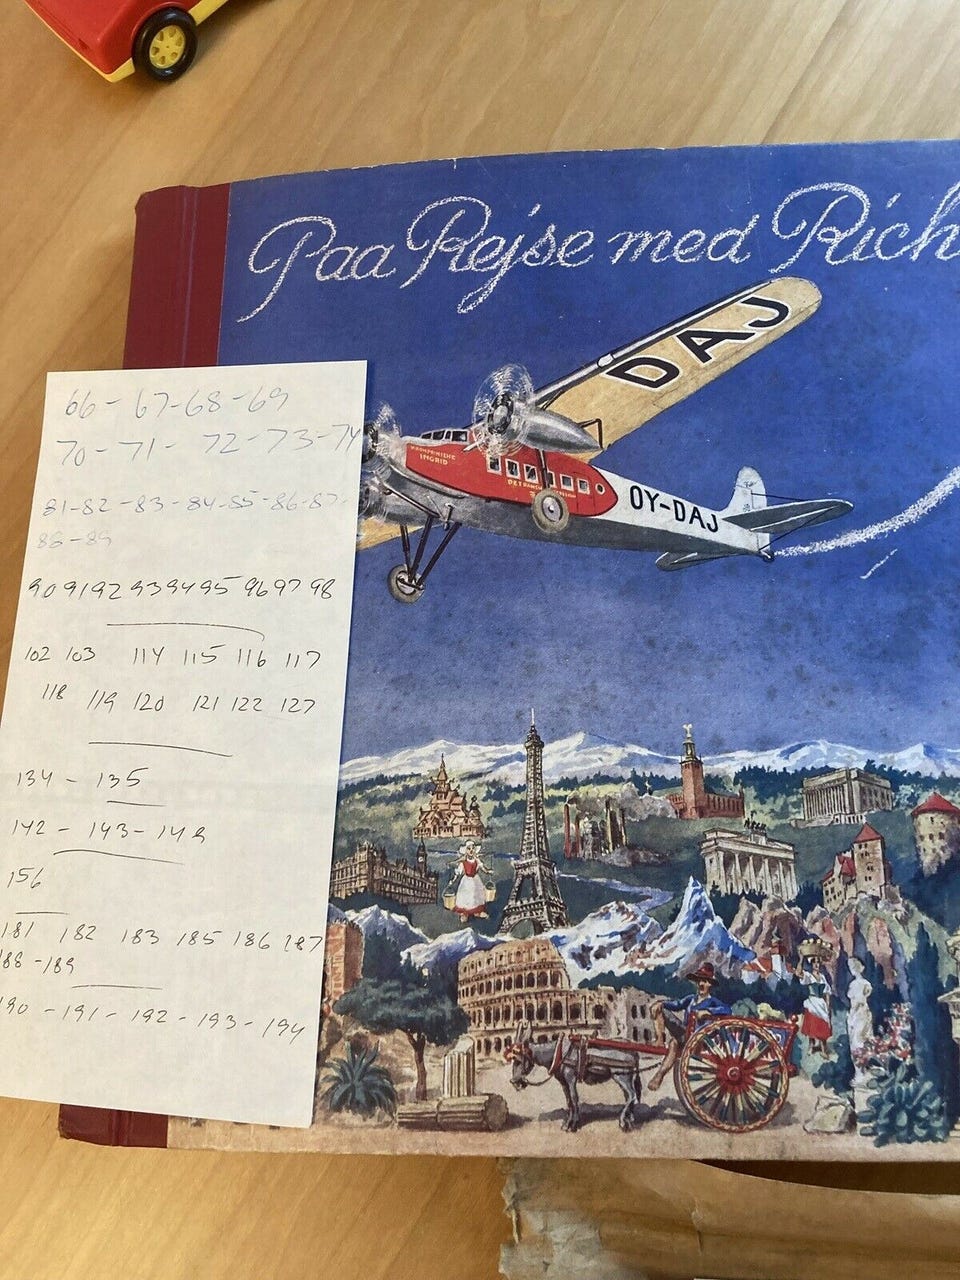 Paa Rejse med Rich
DAJ
KRONPRINSESSE
INGRID
OY-DAJ
66 - 67-68-69
70-71- 72-73-74
81-82-83-84-85-86-87-
88-89
90 91 92 93 94 95 96 97 98
102 103 114 115 116 117
118 119 120 121 122 127
134 - 135
142 - 143 - 149
156
181 182 183 185 186 187
188 -189
190 - 191 - 192 - 193 - 194